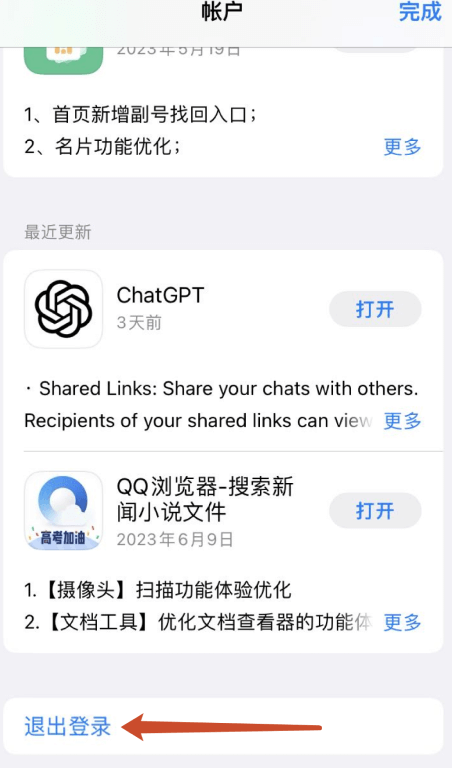 帐户
完成
2023年5月19日
1、首页新增副号找回入口；
2、名片功能优化；
更多
最近更新
ChatGPT
3天前
打开
· Shared Links: Share your chats with others.
Recipients of your shared links can view
更多
QQ浏览器-搜索新
闻小说文件
2023年6月9日
打开
高考加油
1.【摄像头】扫描功能体验优化
2.【文档工具】优化文档查看器的功能体
更多
退出登录